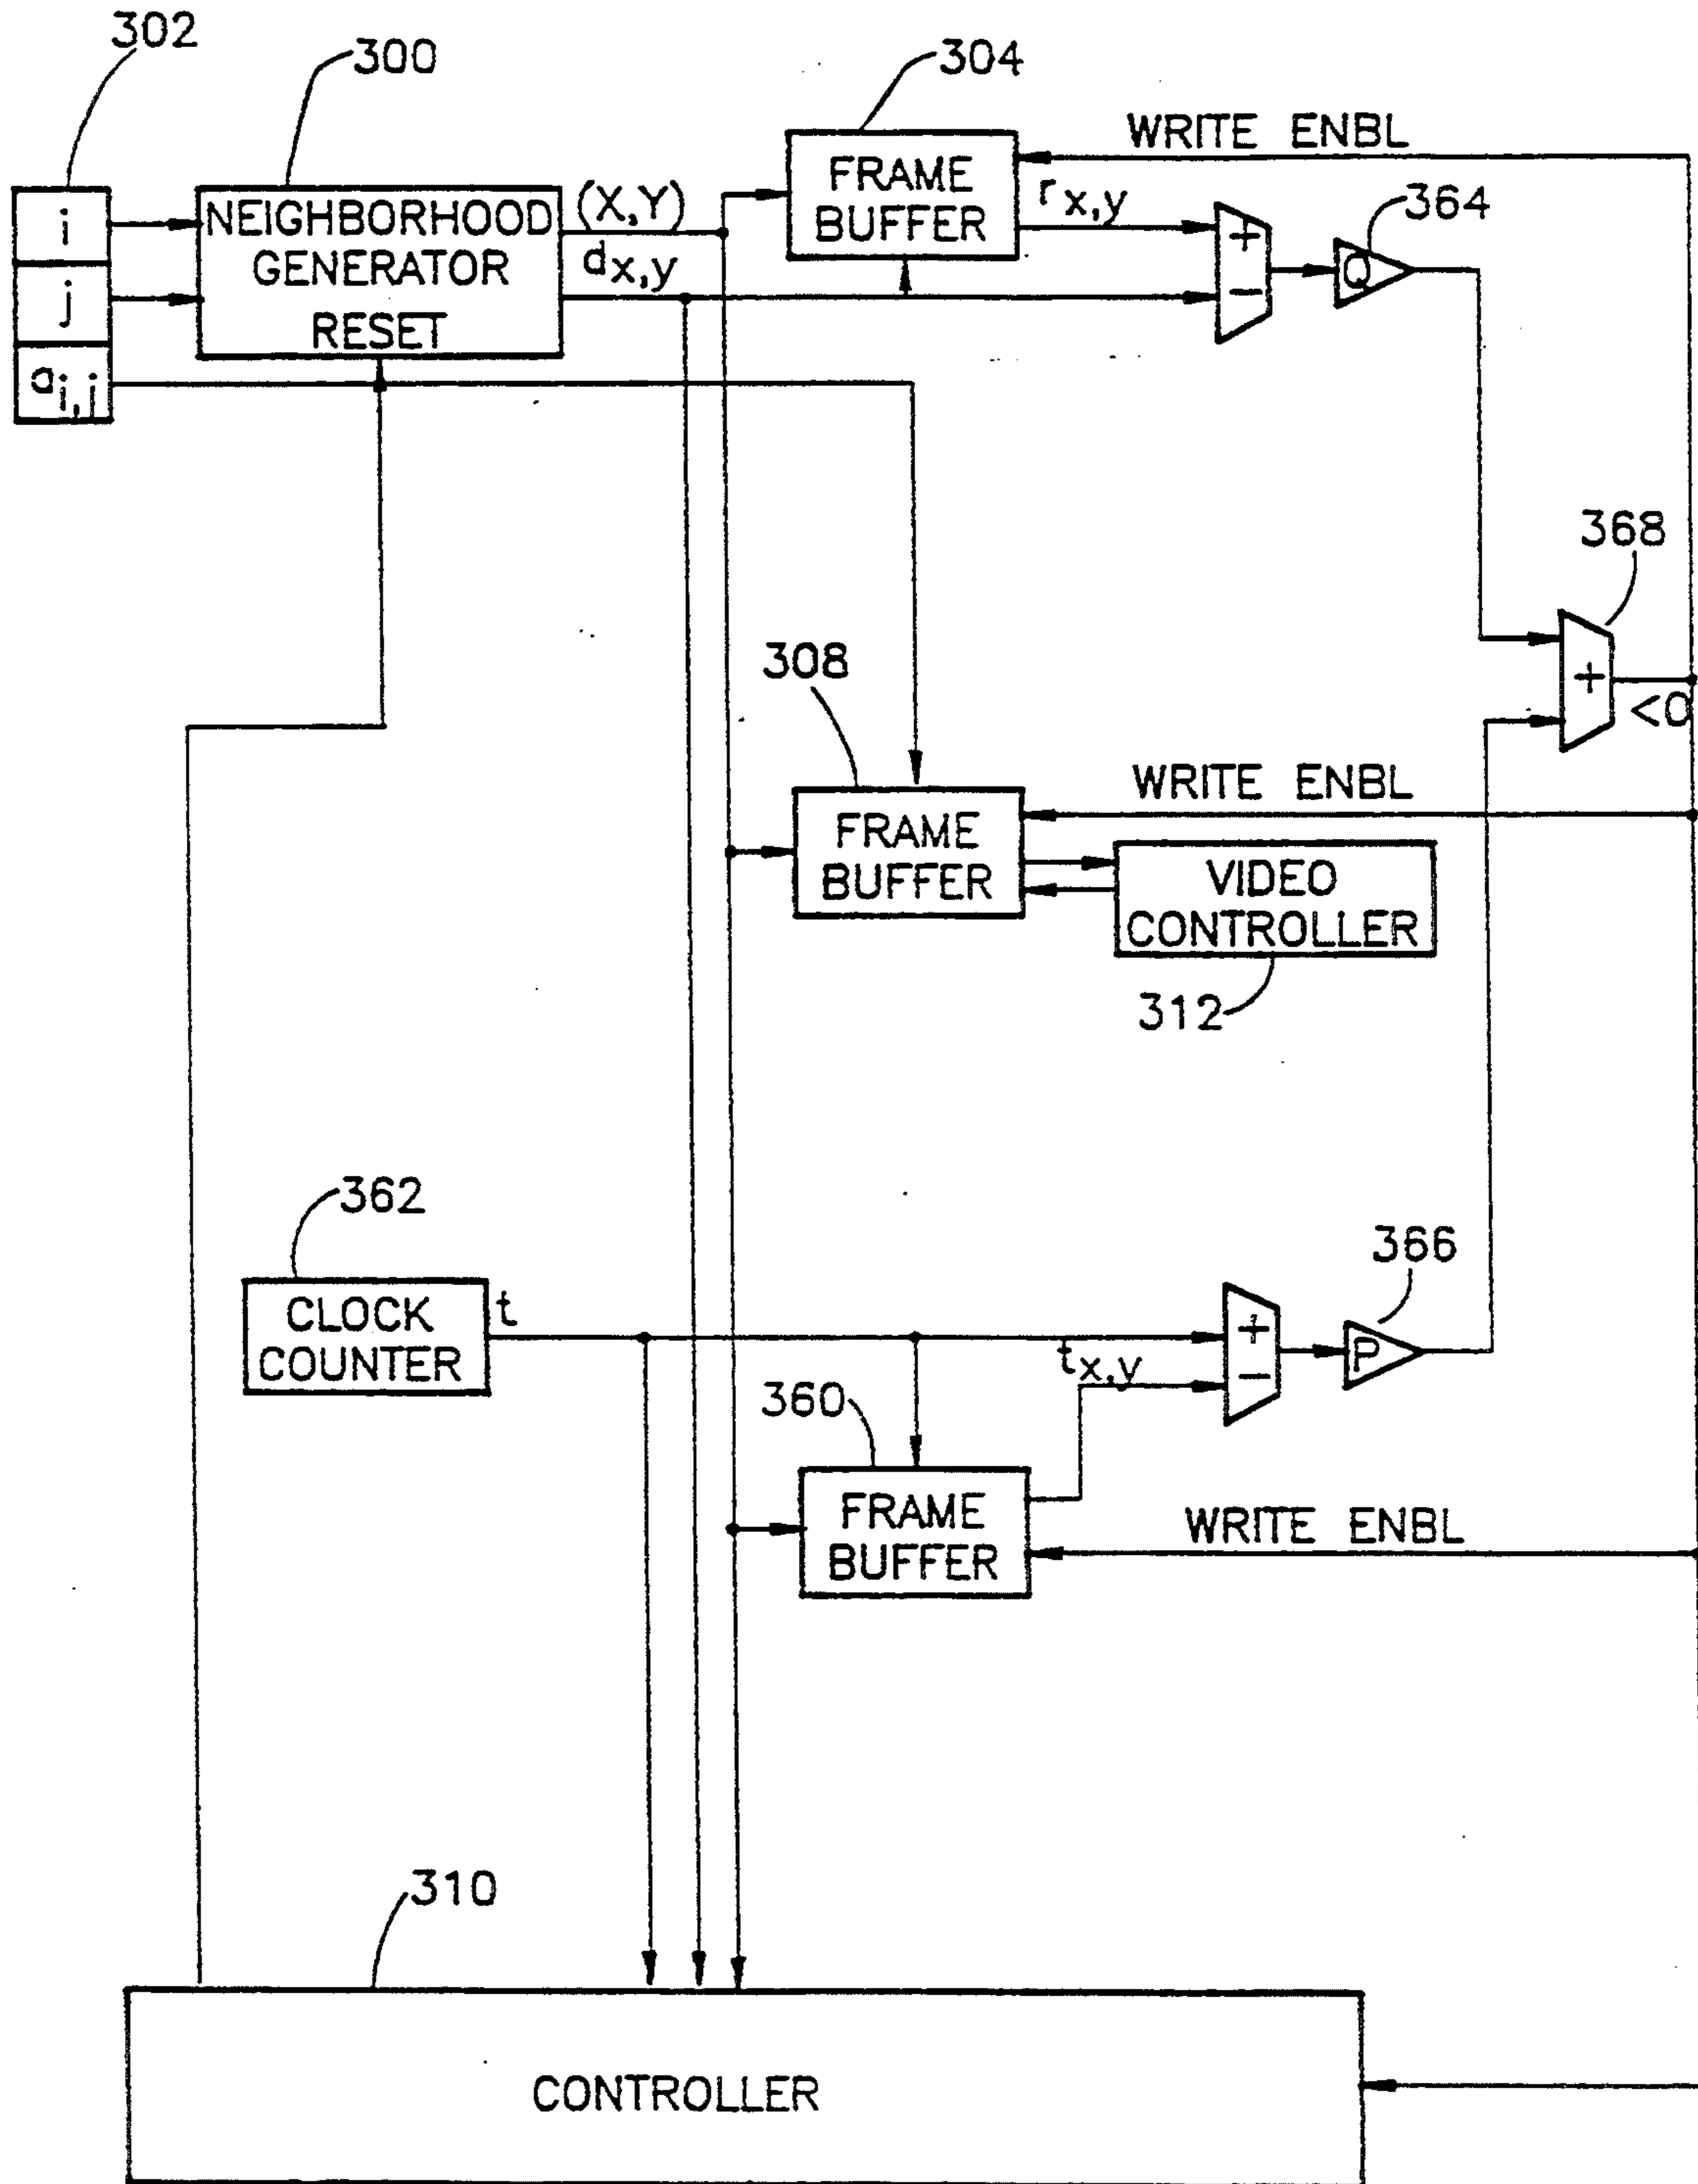 302
300
304
WRITE ENBL
i
j
ai,j
NEIGHBORHOOD
GENERATOR
RESET
(X,Y)
dx,y
FRAME
BUFFER
rx,y
+
−
Q
364
368
+
<0
308
WRITE ENBL
FRAME
BUFFER
VIDEO
CONTROLLER
312
362
CLOCK
COUNTER
t
366
+
−
P
tx,y
360
FRAME
BUFFER
WRITE ENBL
310
CONTROLLER